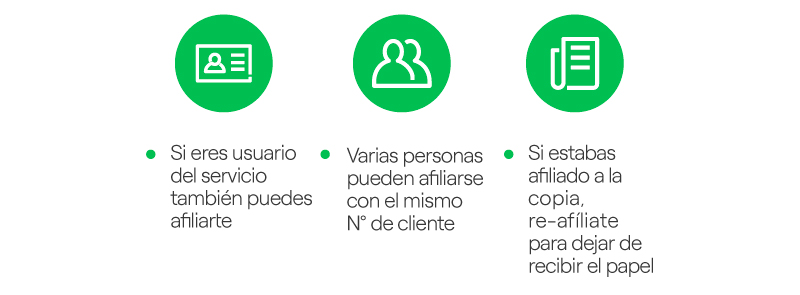 Si eres usuario
del servicio
también puedes
afiliarte
Varias personas
pueden afiliarse
con el mismo
N° de cliente
Si estabas
afiliado a la
copia,
re-afíliate
para dejar de
recibir el papel